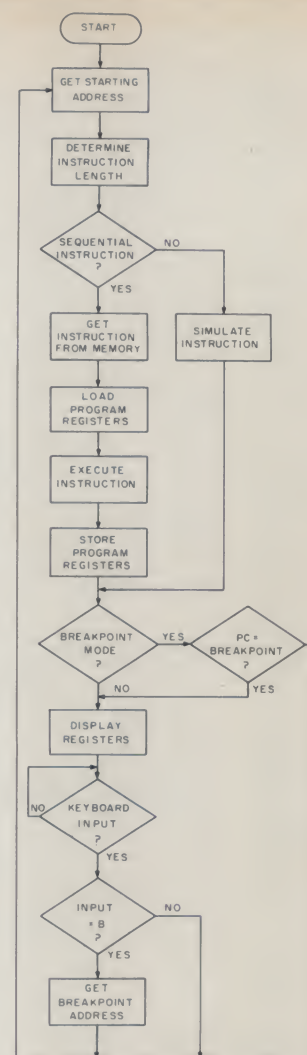 START
GET STARTING
ADDRESS
DETERMINE
INSTRUCTION
LENGTH
SEQUENTIAL
INSTRUCTION
?
NO
YES
GET
INSTRUCTION
FROM MEMORY
SIMULATE
INSTRUCTION
LOAD
PROGRAM
REGISTERS
EXECUTE
INSTRUCTION
STORE
PROGRAM
REGISTERS
BREAKPOINT
MODE
?
YES
PC =
BREAKPOINT
?
NO
YES
DISPLAY
REGISTERS
KEYBOARD
INPUT
?
NO
YES
INPUT
= B
?
NO
YES
GET
BREAKPOINT
ADDRESS